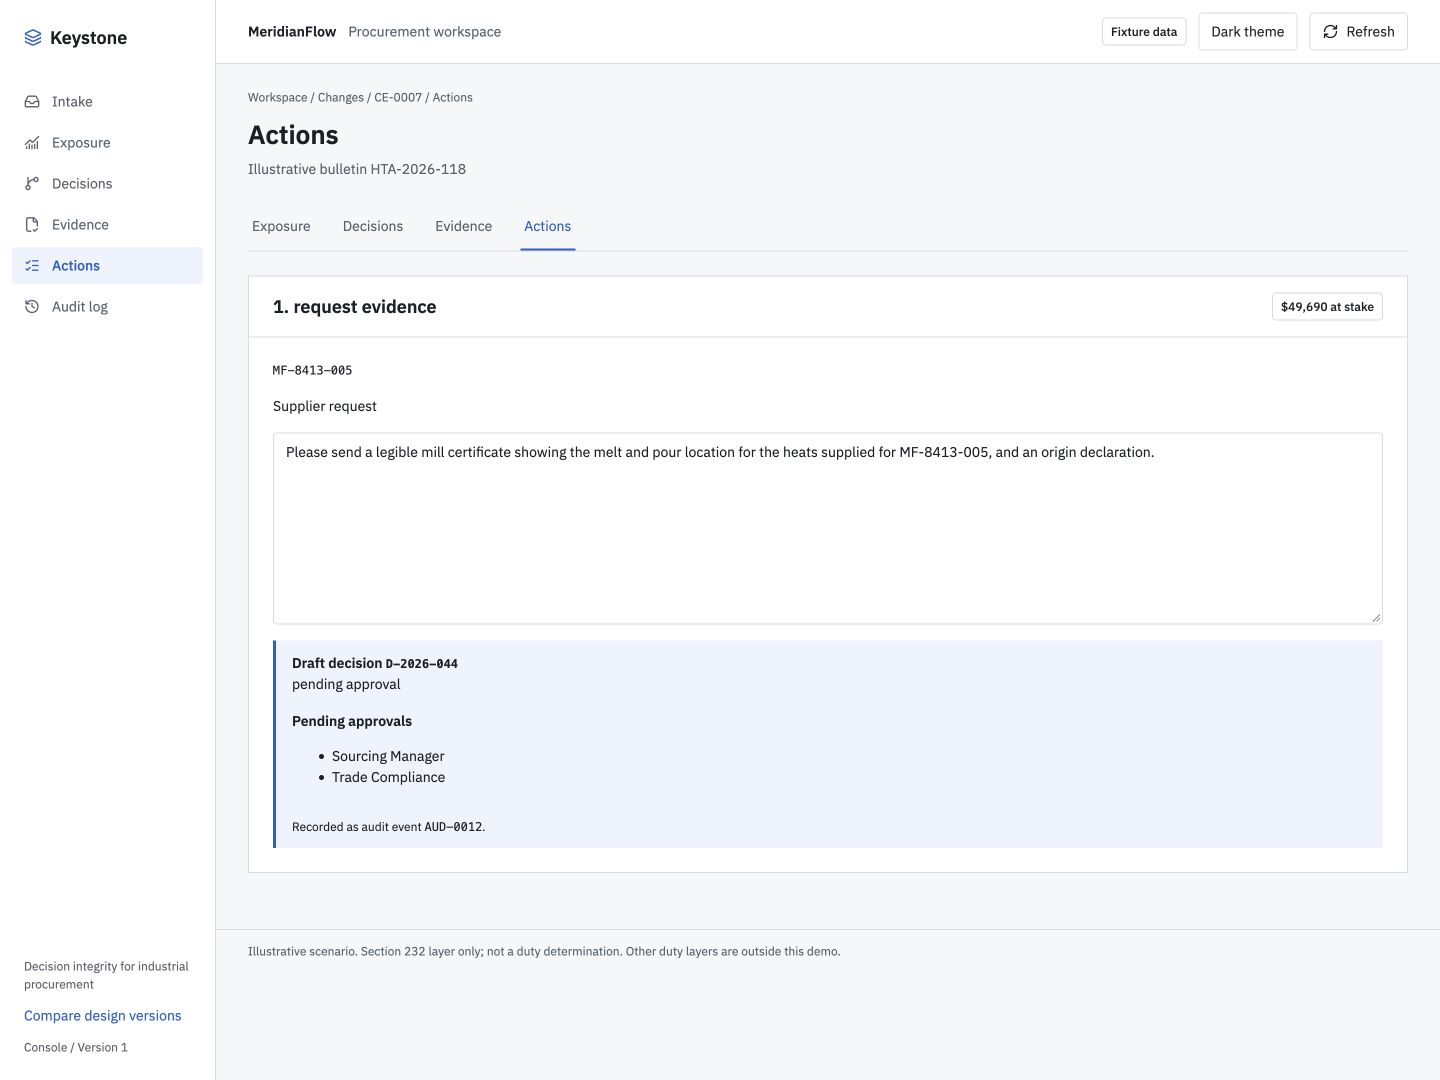 Keystone
Intake
Exposure
Decisions
Evidence
Actions
Audit log
Decision integrity for industrial
procurement
Compare design versions
Console / Version 1
MeridianFlow Procurement workspace
Fixture data
Dark theme
Refresh
Workspace / Changes / CE-0007 / Actions
Actions
Illustrative bulletin HTA-2026-118
Exposure Decisions Evidence Actions
1. request evidence
$49,690 at stake
MF-8413-005
Supplier request
Please send a legible mill certificate showing the melt and pour location for the heats supplied for MF-8413-005, and an origin declaration.
Draft decision D-2026-044
pending approval
Pending approvals
• Sourcing Manager
• Trade Compliance
Recorded as audit event AUD-0012.
Illustrative scenario. Section 232 layer only; not a duty determination. Other duty layers are outside this demo.